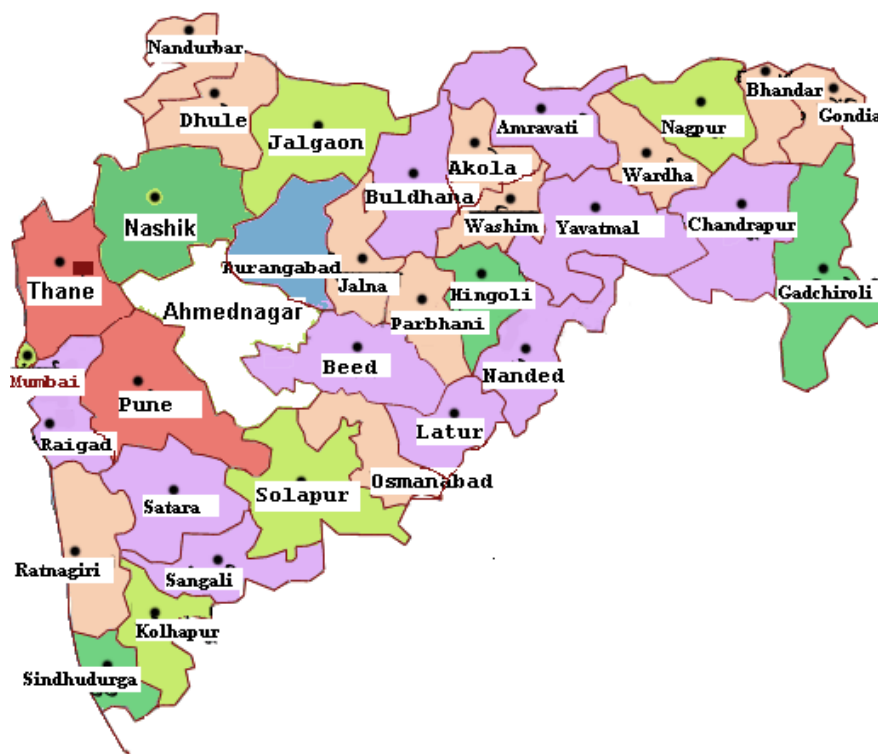 Nandurbar
Bhandar
Dhule
Gondia
Amravati
Nagpur
Jalgaon
Akola
Wardha
Buldhana
Nashik
Washim
Yavatmal
Chandrapur
Aurangabad
Thane
Jalna
Hingoli
Gadchiroli
Ahmednagar
Parbhani
Beed
Nanded
Mumbai
Pune
Latur
Raigad
Osmanabad
Solapur
Satara
Ratnagiri
Sangali
Kolhapur
Sindhudurga